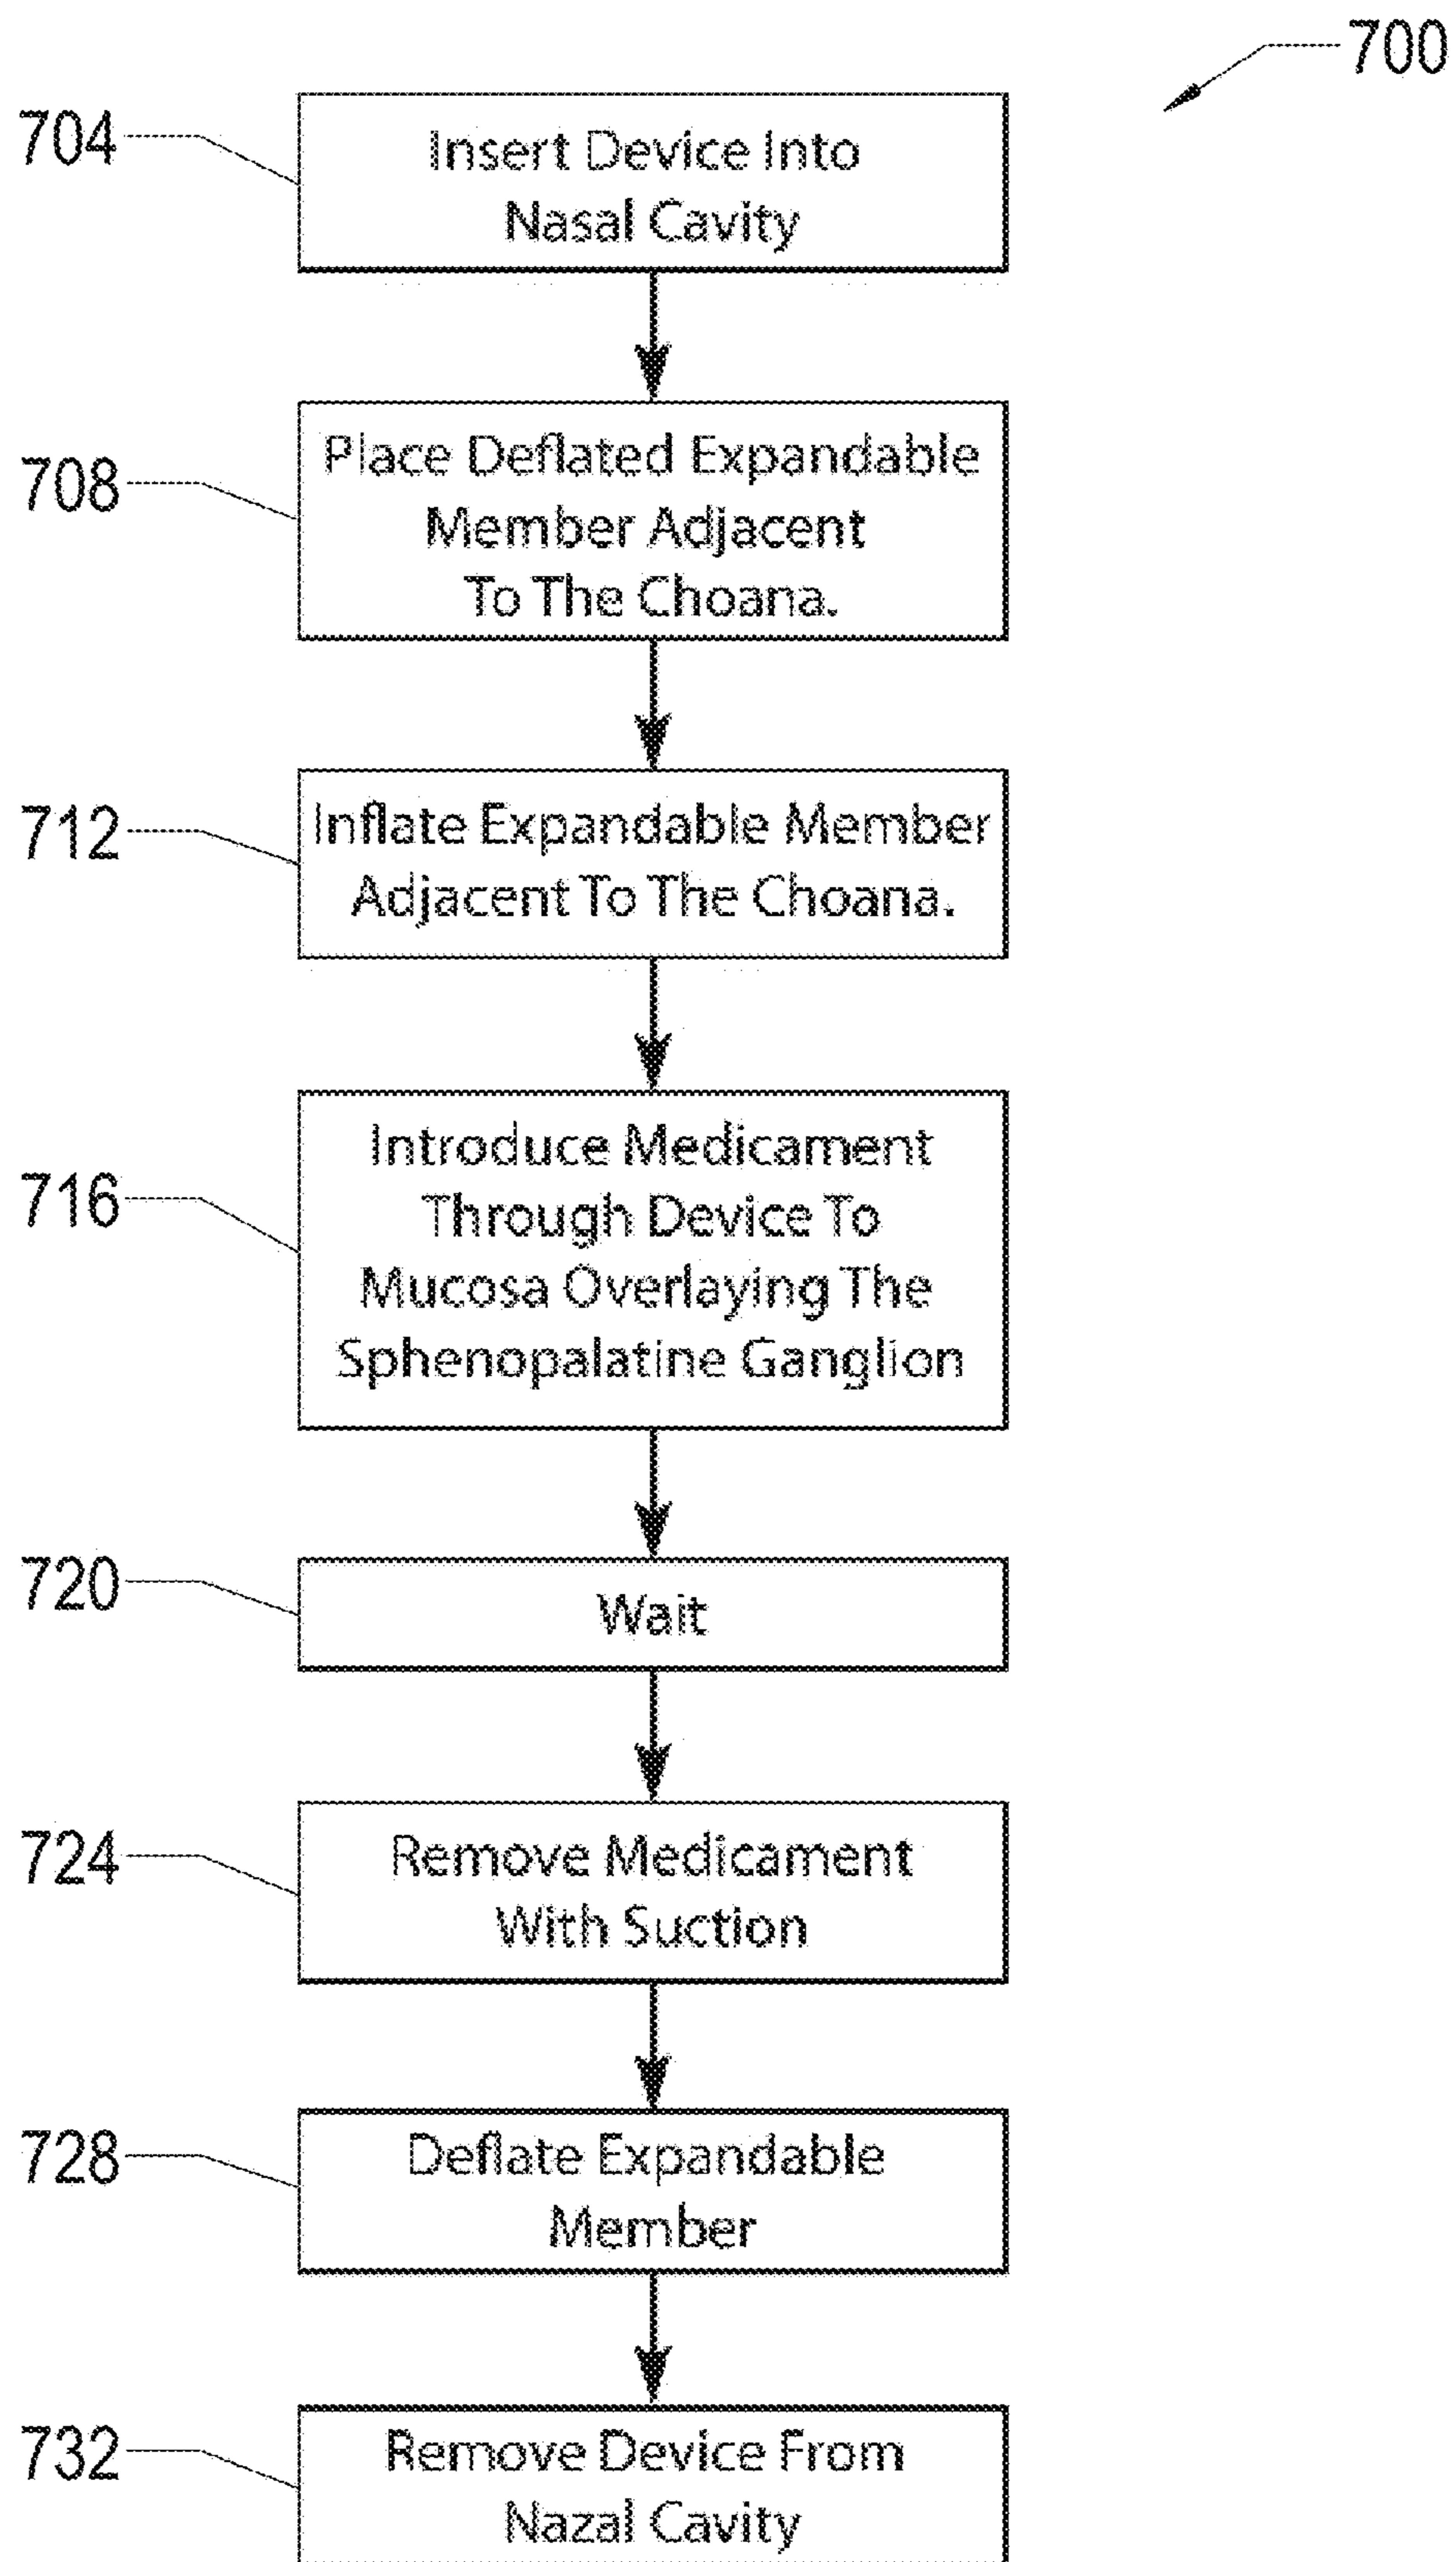 700
704
Insert Device Into
Nasal Cavity
708
Place Deflated Expandable
Member Adjacent
To The Choana.
712
Inflate Expandable Member
Adjacent To The Choana.
716
Introduce Medicament
Through Device To
Mucosa Overlaying The
Sphenopalatine Ganglion
720
Wait
724
Remove Medicament
With Suction
728
Deflate Expandable
Member
732
Remove Device From
Nazal Cavity